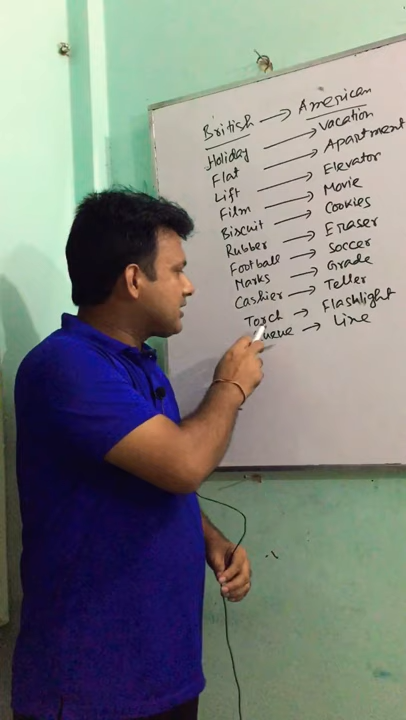 British → American
Holiday → Vacation
Flat → Apartment
Lift → Elevator
Film → Movie
Biscuit → Cookies
Rubber → Eraser
Football → Soccer
Marks → Grade
Cashier → Teller
Torch → Flashlight
ueue → Line